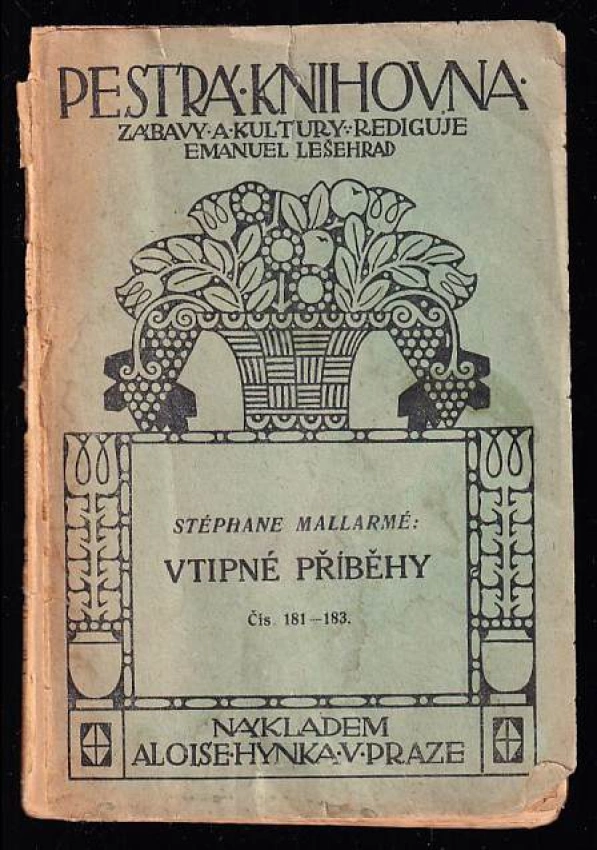 PESTRÁ·KNIHOVNA·
ZÁBAVY·A·KULTURY:·REDIGUJE
EMANUEL LEŠEHRAD
STÉPHANE MALLARMÉ:
VTIPNÉ PŘÍBĚHY
Čís. 181—183.
NÁKLADEM
ALOISE·HYNKA·V·PRAZE